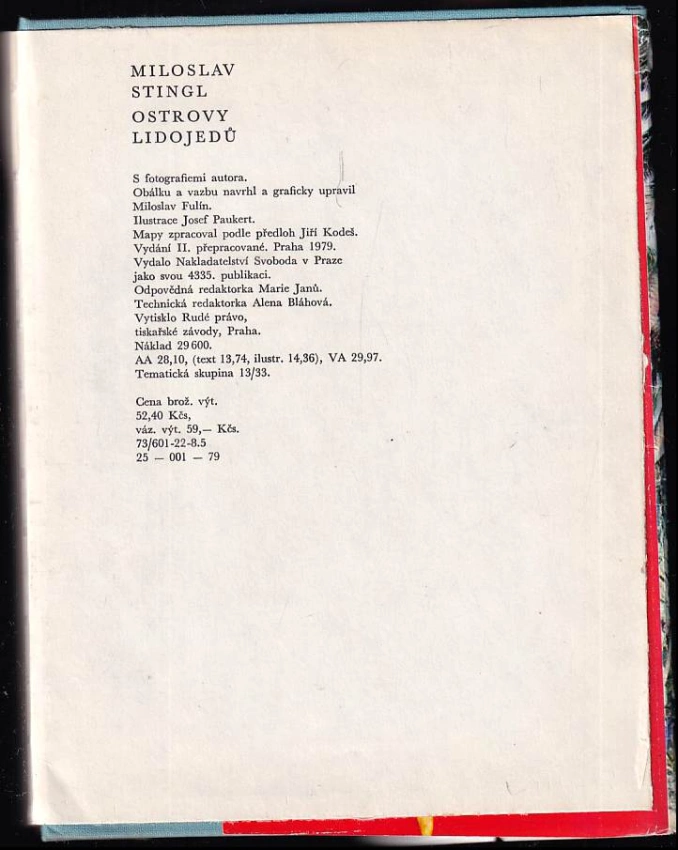 MILOSLAV
STINGL
OSTROVY
LIDOJEDŮ
S fotografiemi autora.
Obálku a vazbu navrhl a graficky upravil
Miloslav Fulín.
Ilustrace Josef Paukert.
Mapy zpracoval podle předloh Jiří Kodeš.
Vydání II. přepracované. Praha 1979.
Vydalo Nakladatelství Svoboda v Praze
jako svou 4335. publikaci.
Odpovědná redaktorka Marie Janů.
Technická redaktorka Alena Bláhová.
Vytisklo Rudé právo,
tiskařské závody, Praha.
Náklad 29 600.
AA 28,10, (text 13,74, ilustr. 14,36), VA 29,97.
Tematická skupina 13/33.
Cena brož. výt.
52,40 Kčs,
váz. výt. 59,— Kčs.
73/601-22-8.5
25 — 001 — 79